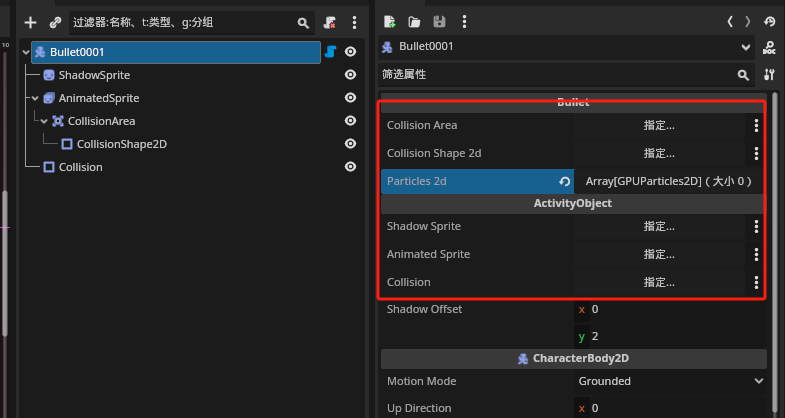 10
过滤器:名称、t:类型、g:分组
Bullet0001
ShadowSprite
AnimatedSprite
CollisionArea
CollisionShape2D
Collision
Bullet0001
DOC
筛选属性
Bullet
Collision Area 指定...
Collision Shape 2d 指定...
Particles 2d Array[GPUParticles2D]（大小 0）
ActivityObject
Shadow Sprite 指定...
Animated Sprite 指定...
Collision 指定...
Shadow Offset x 0
y 2
CharacterBody2D
Motion Mode Grounded
Up Direction x 0